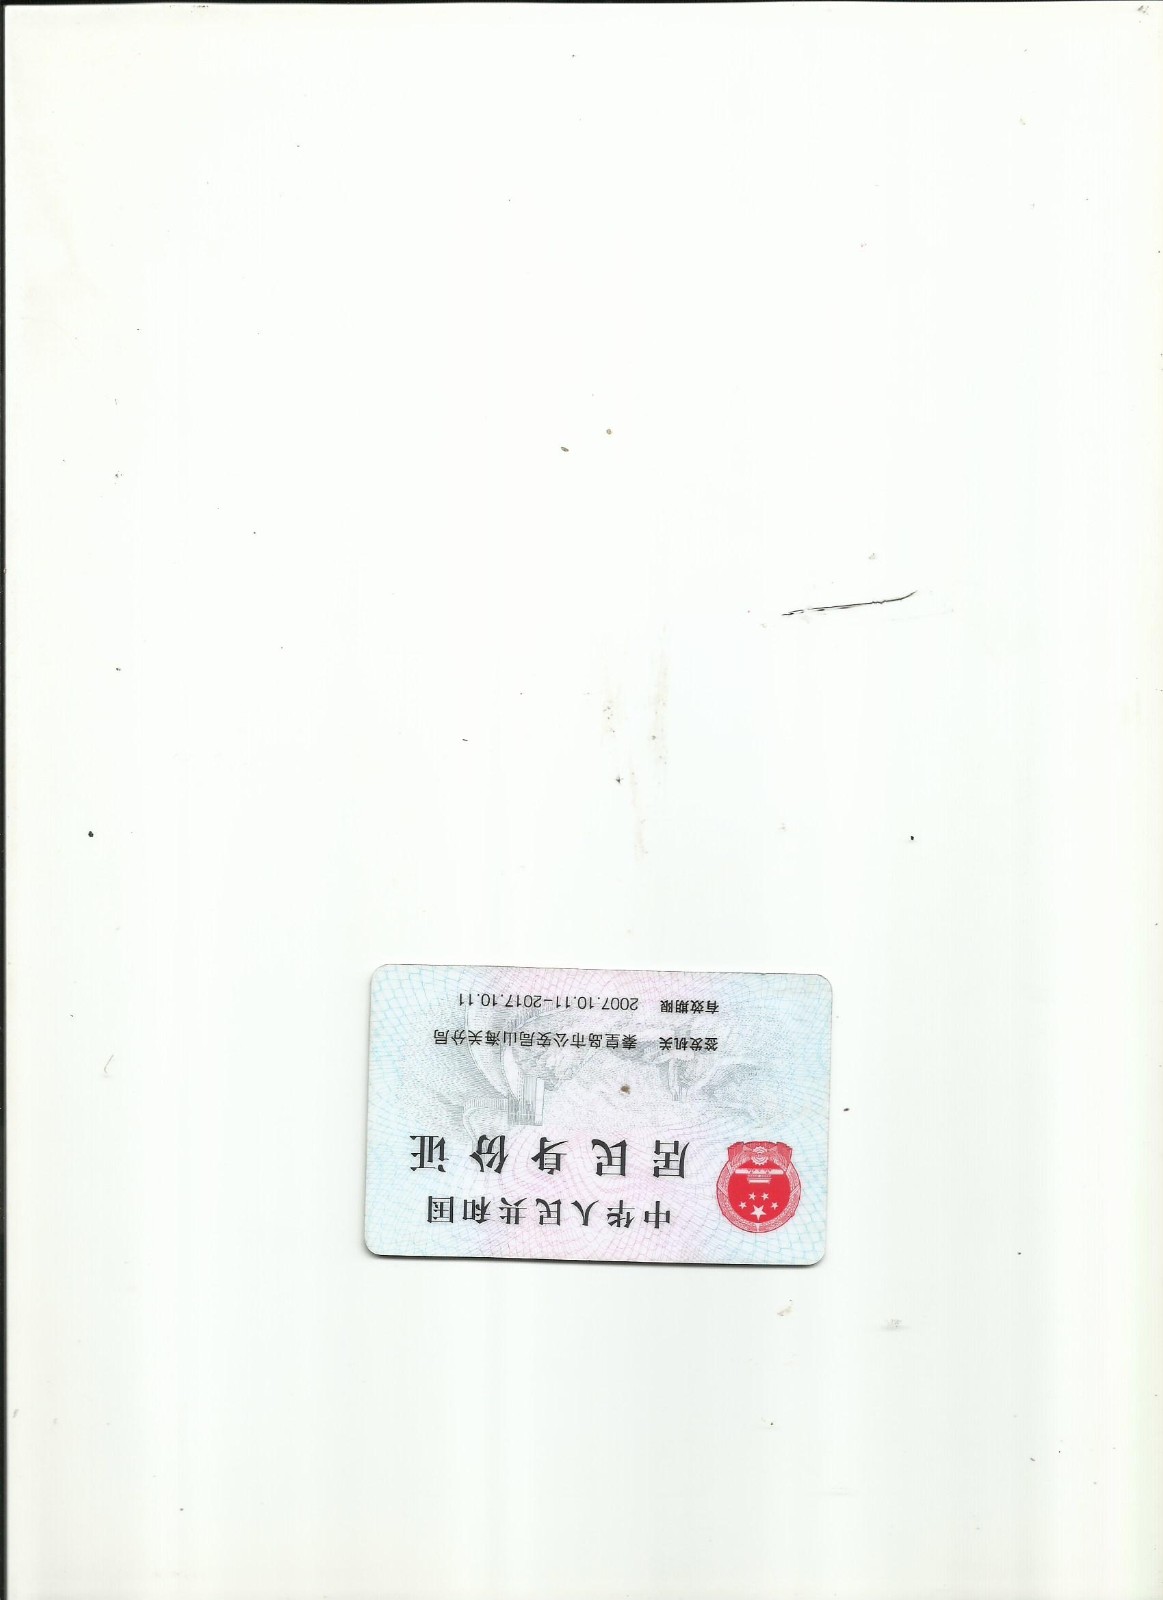 中华人民共和国
居民身份证
签发机关 秦皇岛市公安局山海关分局
有效期限 2007.10.11-2017.10.11